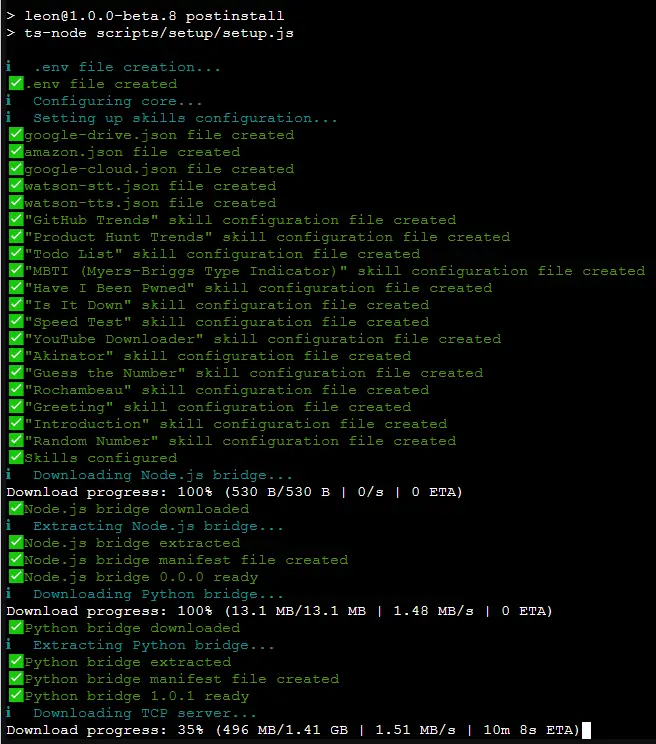 > leon@1.0.0-beta.8 postinstall
> ts-node scripts/setup/setup.js
ℹ .env file creation...
✅.env file created
ℹ Configuring core...
ℹ Setting up skills configuration...
✅google-drive.json file created
✅amazon.json file created
✅google-cloud.json file created
✅watson-stt.json file created
✅watson-tts.json file created
✅"GitHub Trends" skill configuration file created
✅"Product Hunt Trends" skill configuration file created
✅"Todo List" skill configuration file created
✅"MBTI (Myers-Briggs Type Indicator)" skill configuration file created
✅"Have I Been Pwned" skill configuration file created
✅"Is It Down" skill configuration file created
✅"Speed Test" skill configuration file created
✅"YouTube Downloader" skill configuration file created
✅"Akinator" skill configuration file created
✅"Guess the Number" skill configuration file created
✅"Rochambeau" skill configuration file created
✅"Greeting" skill configuration file created
✅"Introduction" skill configuration file created
✅"Random Number" skill configuration file created
✅Skills configured
ℹ Downloading Node.js bridge...
Download progress: 100% (530 B/530 B | 0/s | 0 ETA)
✅Node.js bridge downloaded
ℹ Extracting Node.js bridge...
✅Node.js bridge extracted
✅Node.js bridge manifest file created
✅Node.js bridge 0.0.0 ready
ℹ Downloading Python bridge...
Download progress: 100% (13.1 MB/13.1 MB | 1.48 MB/s | 0 ETA)
✅Python bridge downloaded
ℹ Extracting Python bridge...
✅Python bridge extracted
✅Python bridge manifest file created
✅Python bridge 1.0.1 ready
ℹ Downloading TCP server...
Download progress: 35% (496 MB/1.41 GB | 1.51 MB/s | 10m 8s ETA)